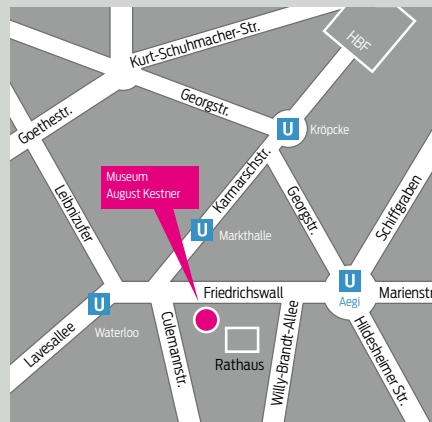 Kurt-Schuhmacher-Str.
HBF
Goethestr.
Georgstr.
U
Kröpcke
Museum
August Kestner
Karmarschstr.
Leibnizufer
Georgstr.
Schiffgraben
U
Markthalle
U
Aegi
Friedrichswall
Marienstr
U
Waterloo
Lavesallee
Culemannstr.
Rathaus
Willy-Brandt-Allee
Hildesheimer Str.